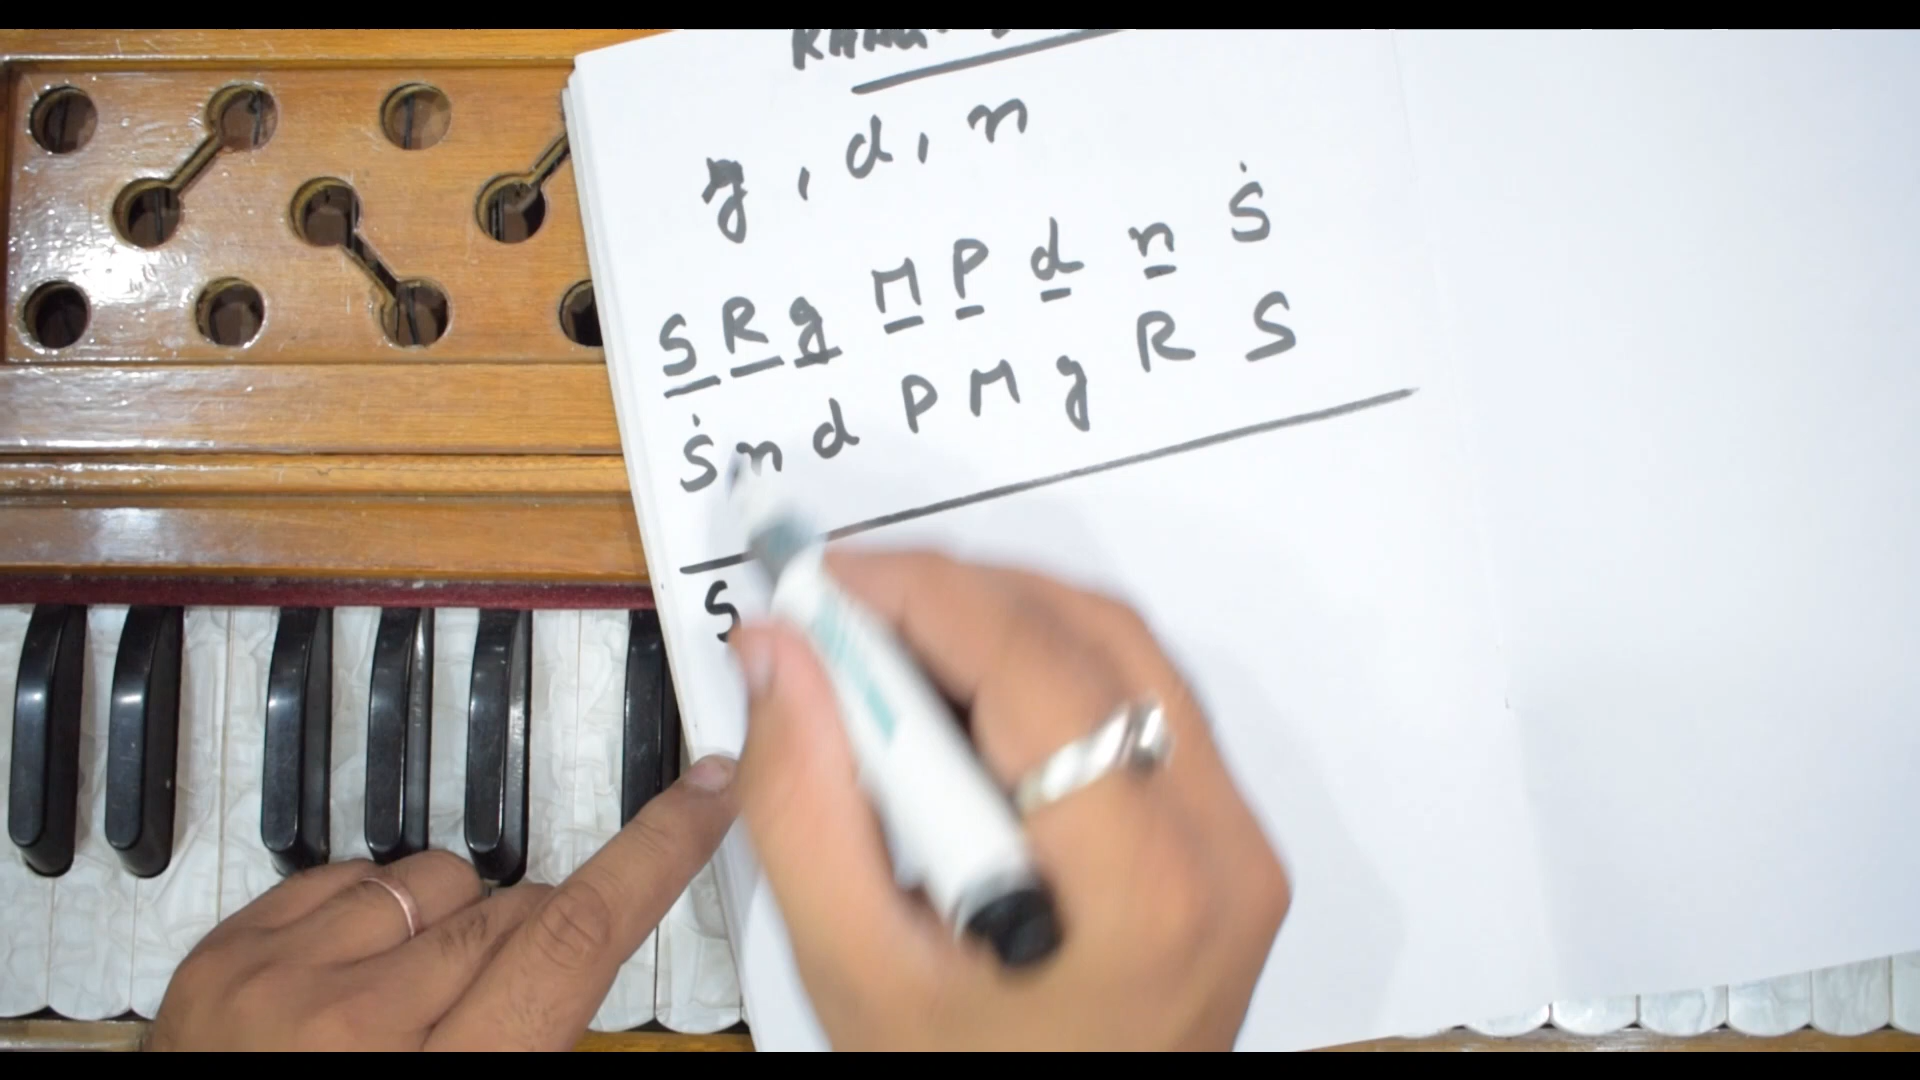 g, d, n
S R g M P d n Ṡ
Ṡ n d P M g R S
S